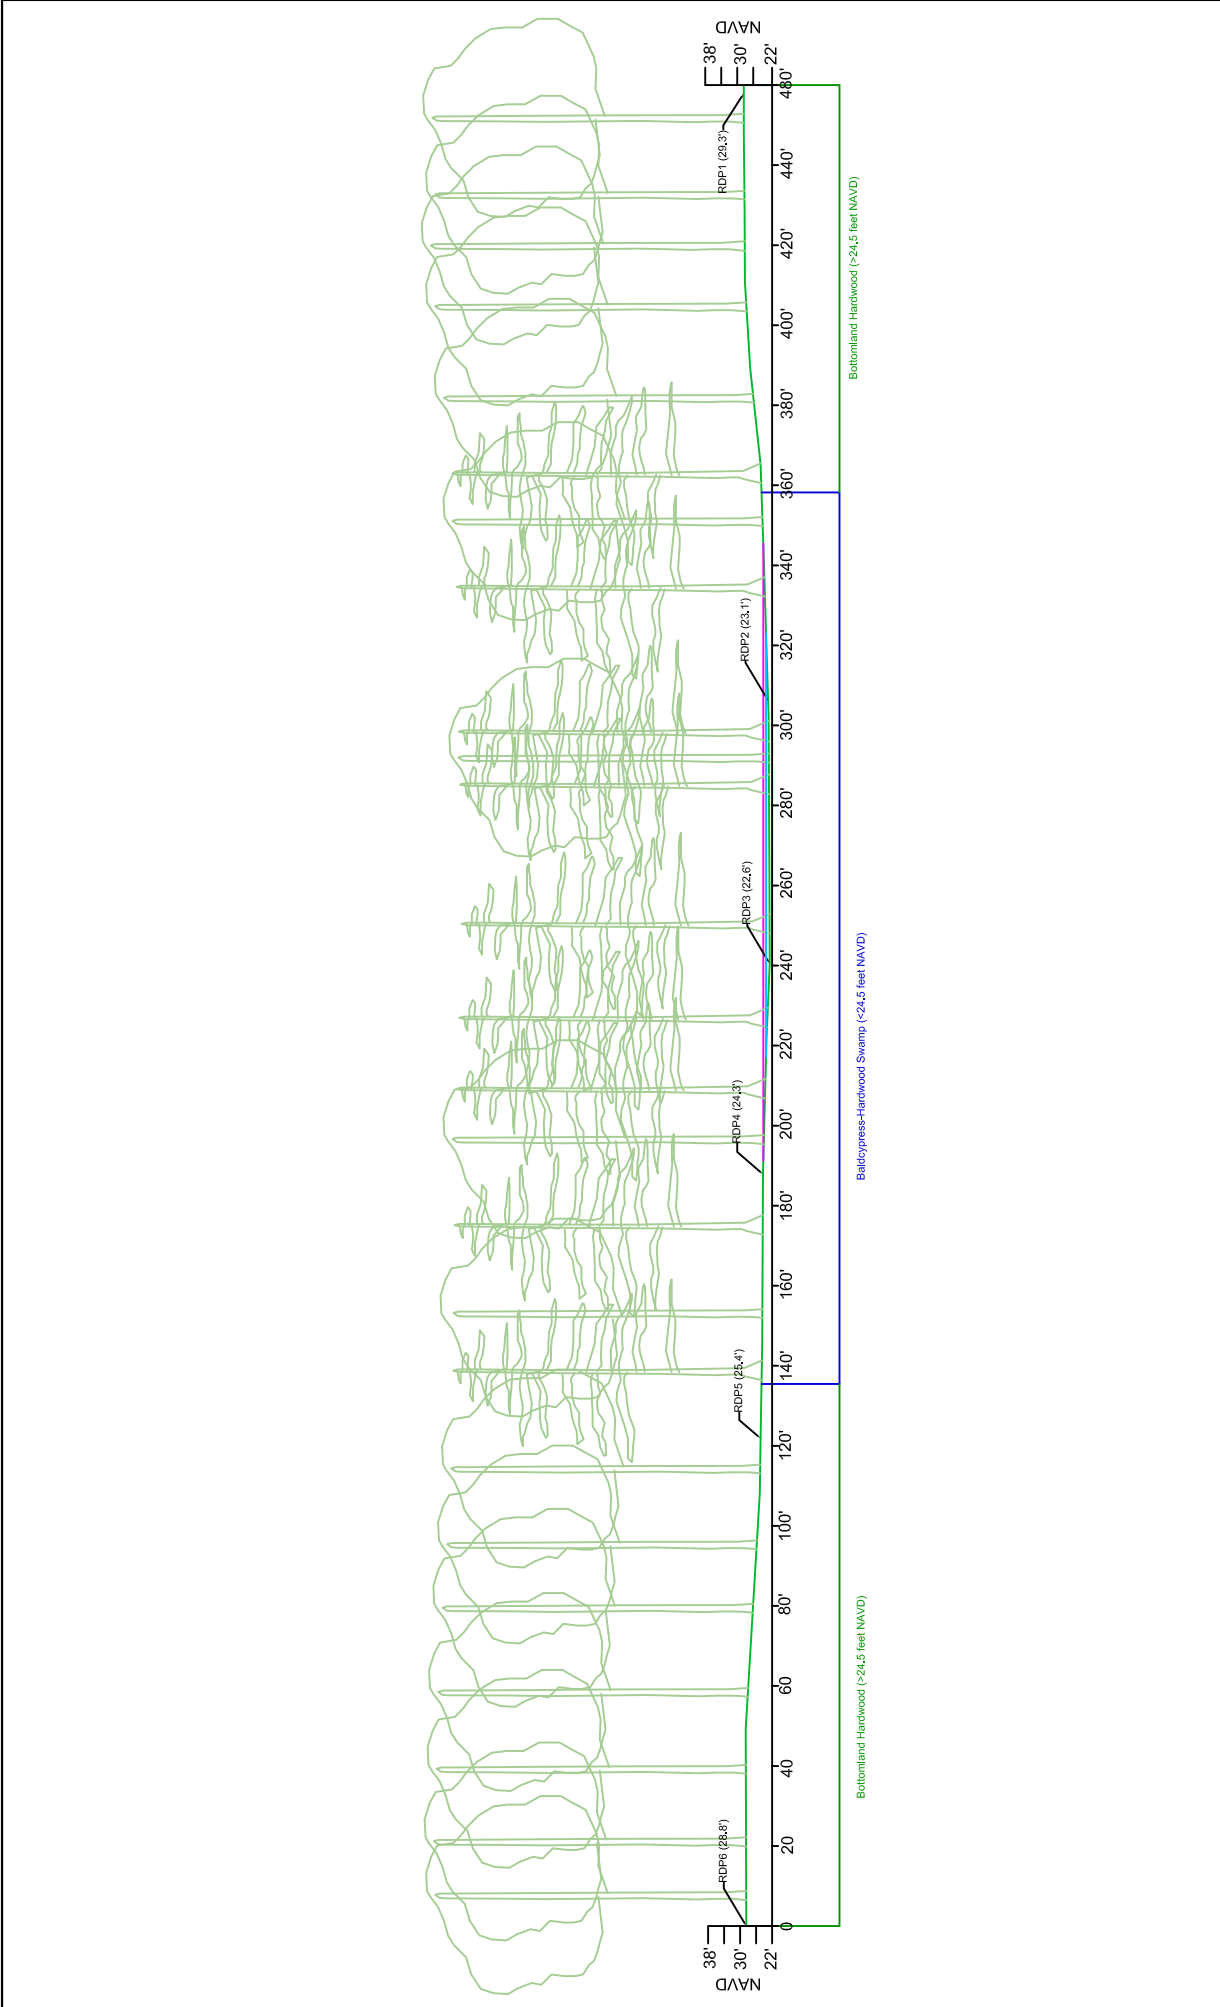 NAVD
38'
30'
22'
RDP6 (28.8')
RDP5 (25.4')
RDP4 (24.3')
RDP3 (22.6')
RDP2 (23.1')
RDP1 (29.3')
NAVD
38'
30'
22'
0
20
40
60
80'
100'
120'
140'
160'
180'
200'
220'
240'
260'
280'
300'
320'
340'
360'
380'
400'
420'
440'
480'
Bottomland Hardwood (>24.5 feet NAVD)
Baldcypress-Hardwood Swamp (<24.5 feet NAVD)
Bottomland Hardwood (>24.5 feet NAVD)